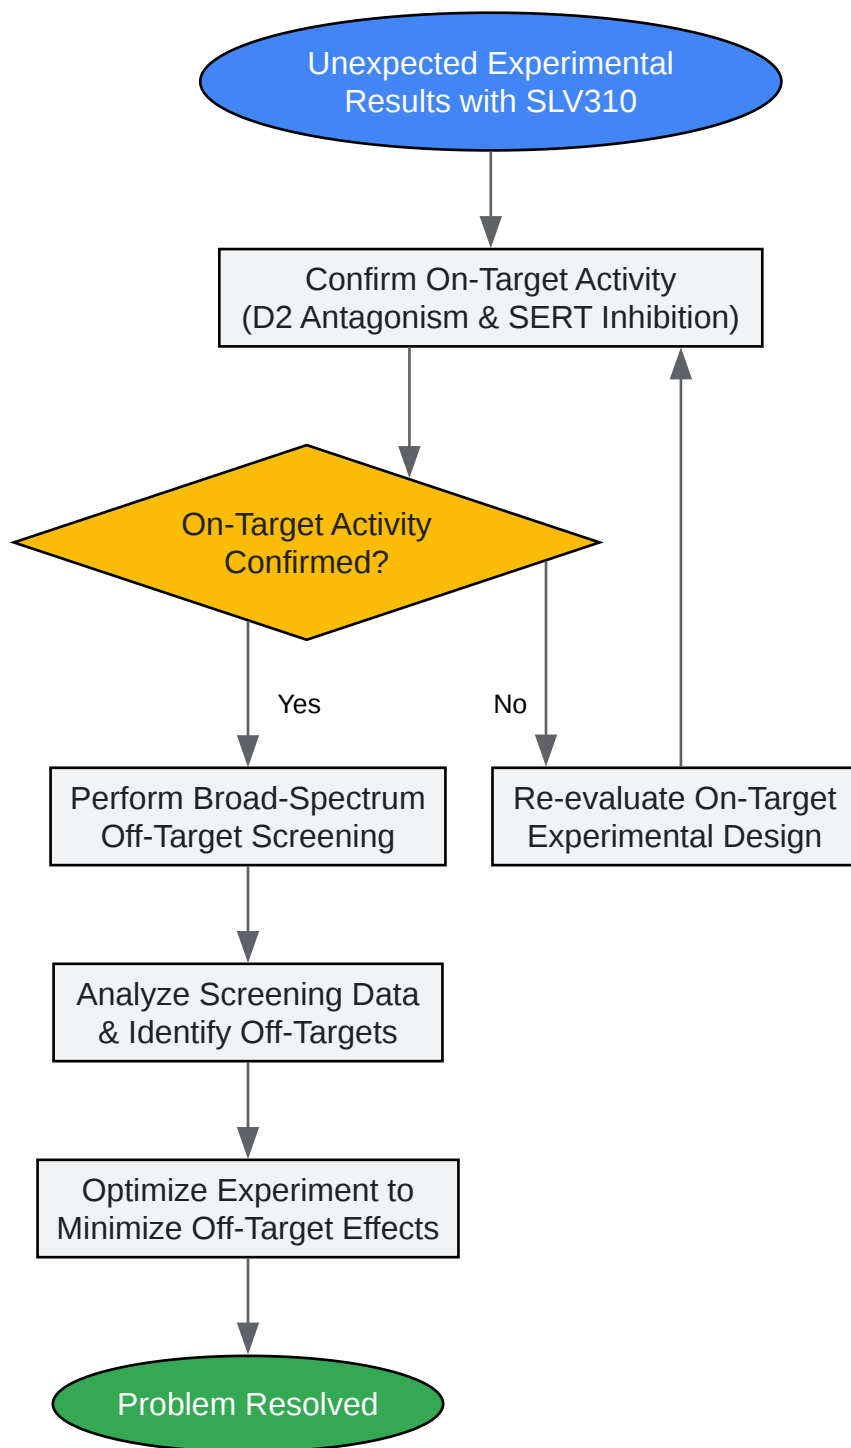 Unexpected Experimental
Results with SLV310
Confirm On-Target Activity
(D2 Antagonism & SERT Inhibition)
On-Target Activity
Confirmed?
Yes
No
Perform Broad-Spectrum
Off-Target Screening
Re-evaluate On-Target
Experimental Design
Analyze Screening Data
& Identify Off-Targets
Optimize Experiment to
Minimize Off-Target Effects
Problem Resolved